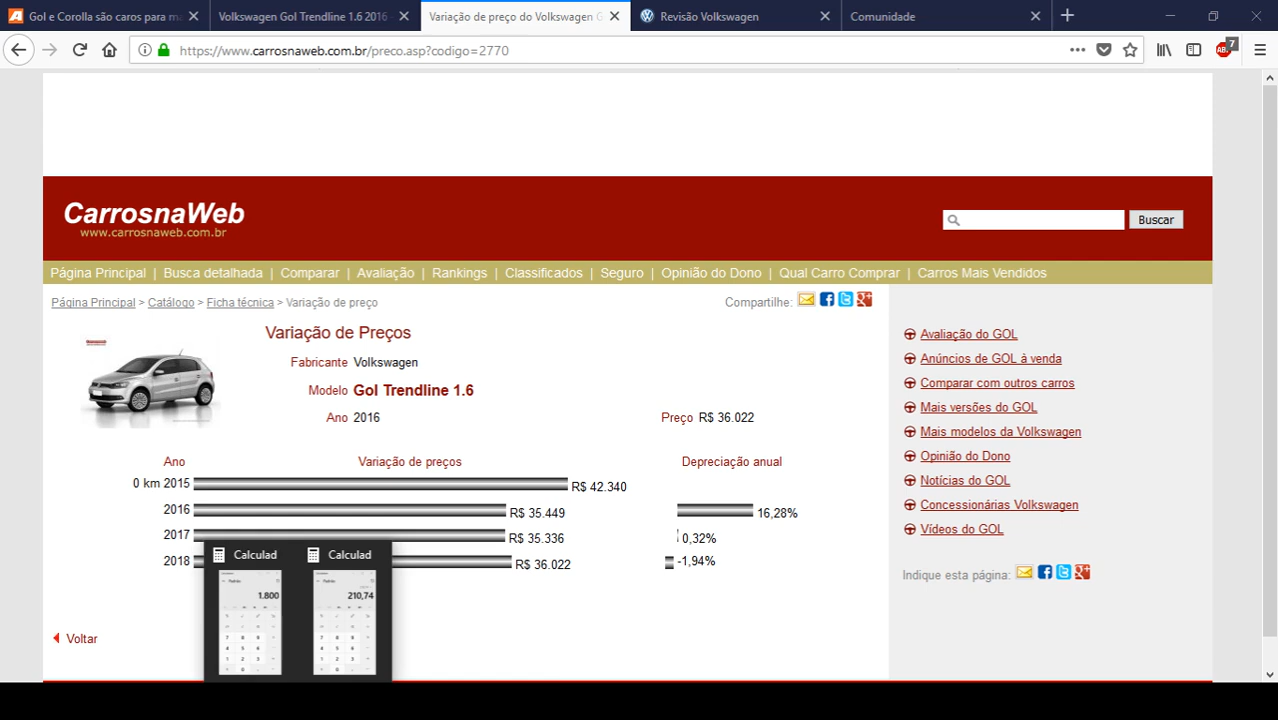 Gol e Corolla são caros para ma
Volkswagen Gol Trendline 1.6 2016
Variação de preço do Volkswagen G
Revisão Volkswagen
Comunidade
https://www.carrosnaweb.com.br/preco.asp?codigo=2770
7
CarrosnaWeb
www.carrosnaweb.com.br
Buscar
Página Principal | Busca detalhada | Comparar | Avaliação | Rankings | Classificados | Seguro | Opinião do Dono | Qual Carro Comprar | Carros Mais Vendidos
Página Principal > Catálogo > Ficha técnica > Variação de preço
Compartilhe:
Variação de Preços
Fabricante Volkswagen
Modelo Gol Trendline 1.6
Ano 2016
Preço R$ 36.022
Ano Variação de preços Depreciação anual
0 km 2015 R$ 42.340
2016 R$ 35.449 16,28%
2017 R$ 35.336 0,32%
2018 R$ 36.022 -1,94%
Calculad
Calculad
1.800
210,74
Voltar
Avaliação do GOL
Anúncios de GOL à venda
Comparar com outros carros
Mais versões do GOL
Mais modelos da Volkswagen
Opinião do Dono
Notícias do GOL
Concessionárias Volkswagen
Vídeos do GOL
Indique esta página: